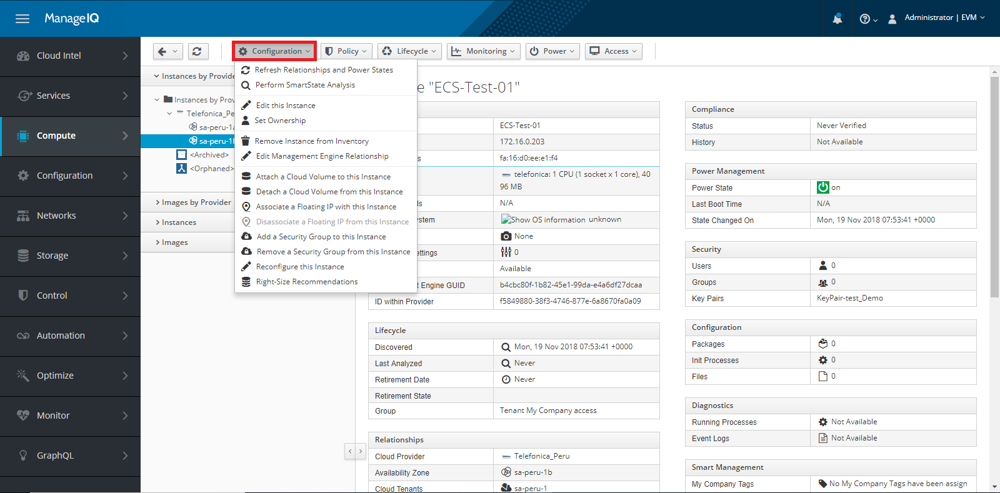 ManageIQ
Administrator | EVM
Cloud Intel
Services
Compute
Configuration
Networks
Storage
Control
Automation
Optimize
Monitor
GraphQL
Configuration
Policy
Lifecycle
Monitoring
Power
Access
Instances by Provide
Instances by Prov
Telefonica_Pe
sa-peru-1a
sa-peru-1b
<Archived>
<Orphaned>
Images by Provider
Instances
Images
Refresh Relationships and Power States
Perform SmartState Analysis
Edit this Instance
Set Ownership
Remove Instance from Inventory
Edit Management Engine Relationship
Attach a Cloud Volume to this Instance
Detach a Cloud Volume from this Instance
Associate a Floating IP with this Instance
Disassociate a Floating IP from this Instance
Add a Security Group to this Instance
Remove a Security Group from this Instance
Reconfigure this Instance
Right-Size Recommendations
e "ECS-Test-01"
ECS-Test-01
172.16.0.203
s fa:16:d0:ee:e1:f4
telefonica: 1 CPU (1 socket x 1 core), 40
96 MB
ls N/A
ystem Show OS information unknown
None
ettings 0
Available
t Engine GUID b4cbc80f-1b82-45e1-99da-e4a6df27dcaa
ID within Provider f5849880-38f3-4746-877e-6a8670fa0a09
Lifecycle
Discovered Mon, 19 Nov 2018 07:53:41 +0000
Last Analyzed Never
Retirement Date Never
Retirement State
Group Tenant My Company access
Relationships
Cloud Provider Telefonica_Peru
Availability Zone sa-peru-1b
Cloud Tenants sa-peru-1
Compliance
Status Never Verified
History Not Available
Power Management
Power State on
Last Boot Time N/A
State Changed On Mon, 19 Nov 2018 07:53:41 +0000
Security
Users 0
Groups 0
Key Pairs KeyPair-test_Demo
Configuration
Packages 0
Init Processes 0
Files 0
Diagnostics
Running Processes Not Available
Event Logs Not Available
Smart Management
My Company Tags No My Company Tags have been assign